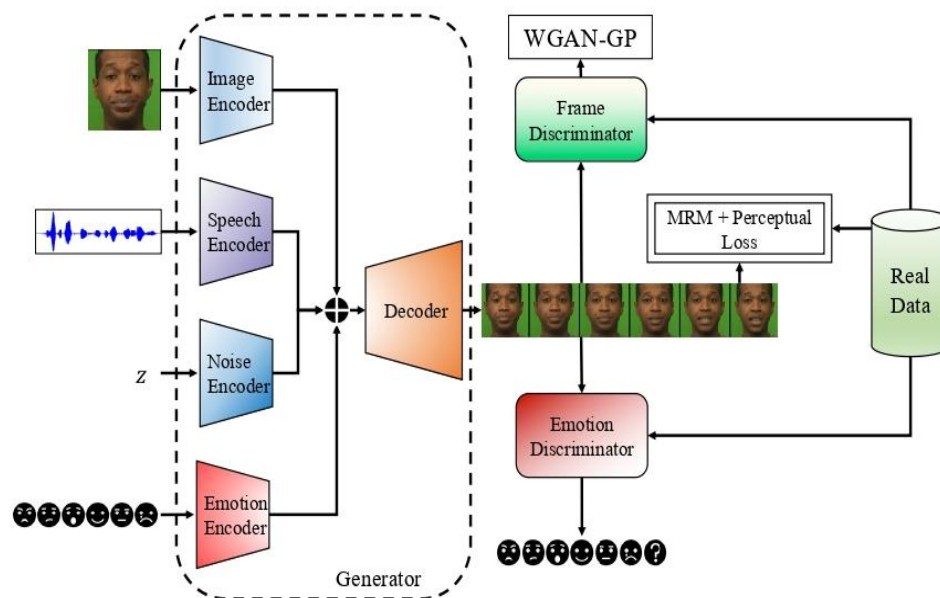 WGAN-GP
Image
Encoder
Frame
Discriminator
Speech
Encoder
MRM + Perceptual
Loss
Real
Data
Decoder
z
Noise
Encoder
Emotion
Discriminator
Emotion
Encoder
?
Generator